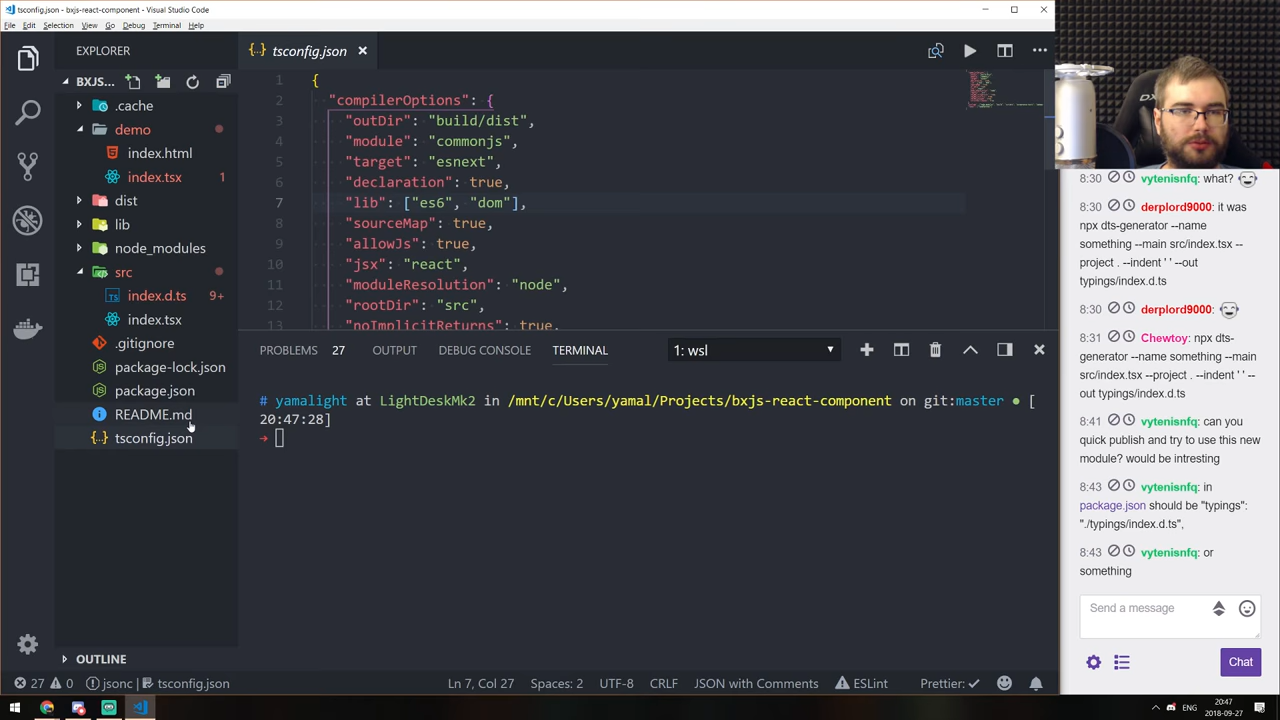 tsconfig.json - bxjs-react-component - Visual Studio Code
File Edit Selection View Go Debug Terminal Help
EXPLORER
BXJS...
.cache
demo
index.html
index.tsx 1
dist
lib
node_modules
src
index.d.ts 9+
index.tsx
.gitignore
package-lock.json
package.json
README.md
tsconfig.json
OUTLINE
tsconfig.json
1 {
2 "compilerOptions": {
3 "outDir": "build/dist",
4 "module": "commonjs",
5 "target": "esnext",
6 "declaration": true,
7 "lib": ["es6", "dom"],
8 "sourceMap": true,
9 "allowJs": true,
10 "jsx": "react",
11 "moduleResolution": "node",
12 "rootDir": "src",
13 "noImplicitReturns": true,
PROBLEMS 27 OUTPUT DEBUG CONSOLE TERMINAL 1: wsl
# yamalight at LightDeskMk2 in /mnt/c/Users/yamal/Projects/bxjs-react-component on git:master ● [
20:47:28]
→
27 0 jsonc | tsconfig.json Ln 7, Col 27 Spaces: 2 UTF-8 CRLF JSON with Comments ESLint Prettier: ✓
8:30 vytenisnfq: what?
8:30 derplord9000: it was
npx dts-generator --name
something --main src/index.tsx --
project . --indent ' ' --out
typings/index.d.ts
8:30 derplord9000:
8:31 Chewtoy: npx dts-
generator --name something --main
src/index.tsx --project . --indent ' ' --
out typings/index.d.ts
8:41 vytenisnfq: can you
quick publish and try to use this new
module? would be intresting
8:43 vytenisnfq: in
package.json should be "typings":
"./typings/index.d.ts",
8:43 vytenisnfq: or
something
Send a message
Chat
ENG
20:47
2018-09-27